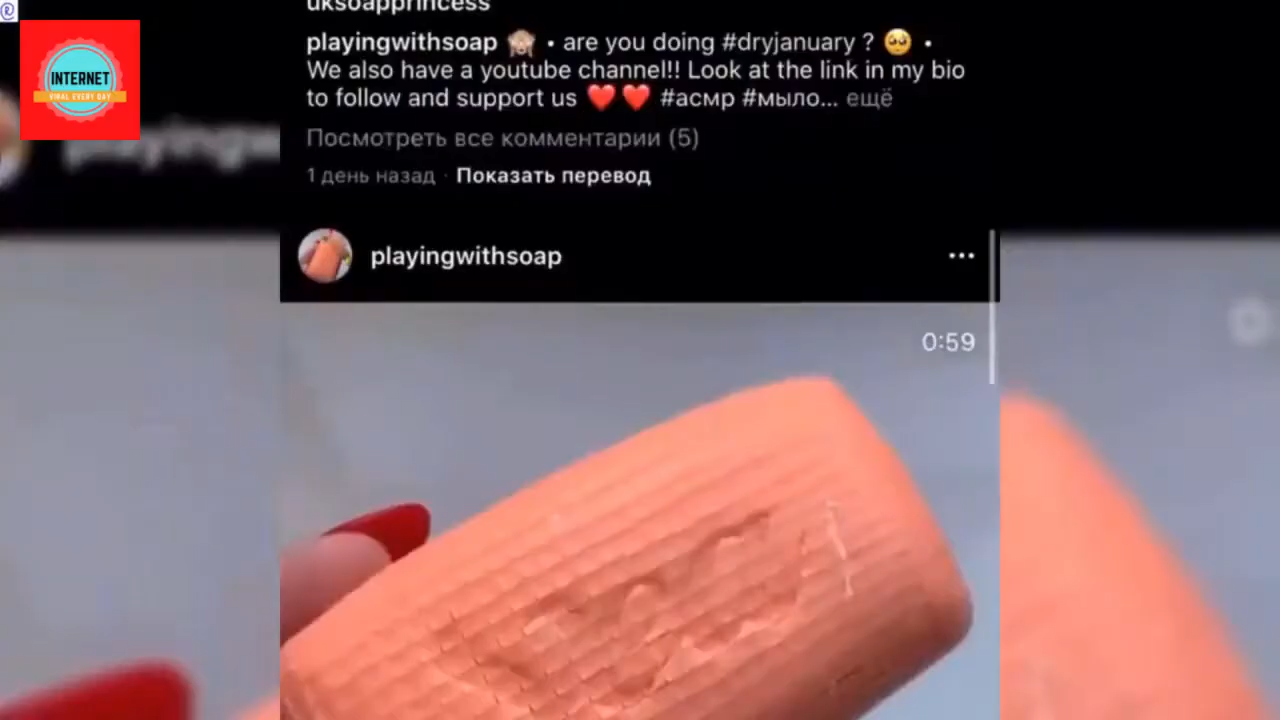 ®
INTERNET
VIRAL EVERY DAY
uksoapprincess
playingwithsoap 🙈 • are you doing #dryjanuary ? 🥺 •
We also have a youtube channel!! Look at the link in my bio
to follow and support us ❤️❤️ #асмр #мыло... ещё
Посмотреть все комментарии (5)
1 день назад · Показать перевод
playingwithsoap
0:59